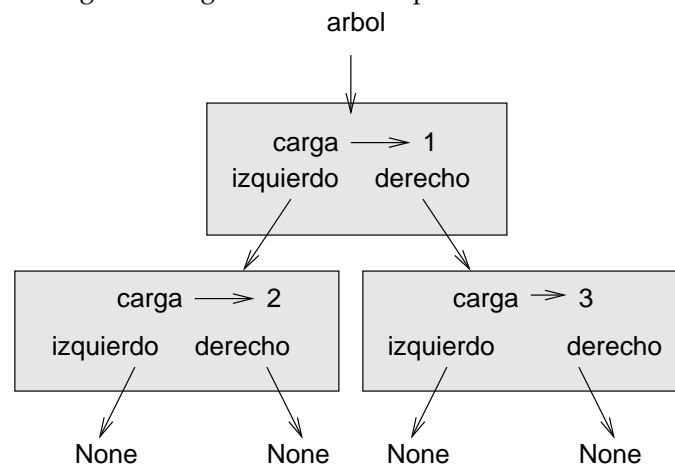 arbol
carga 1
izquierdo derecho
carga 2
izquierdo derecho
carga 3
izquierdo derecho
None None None None